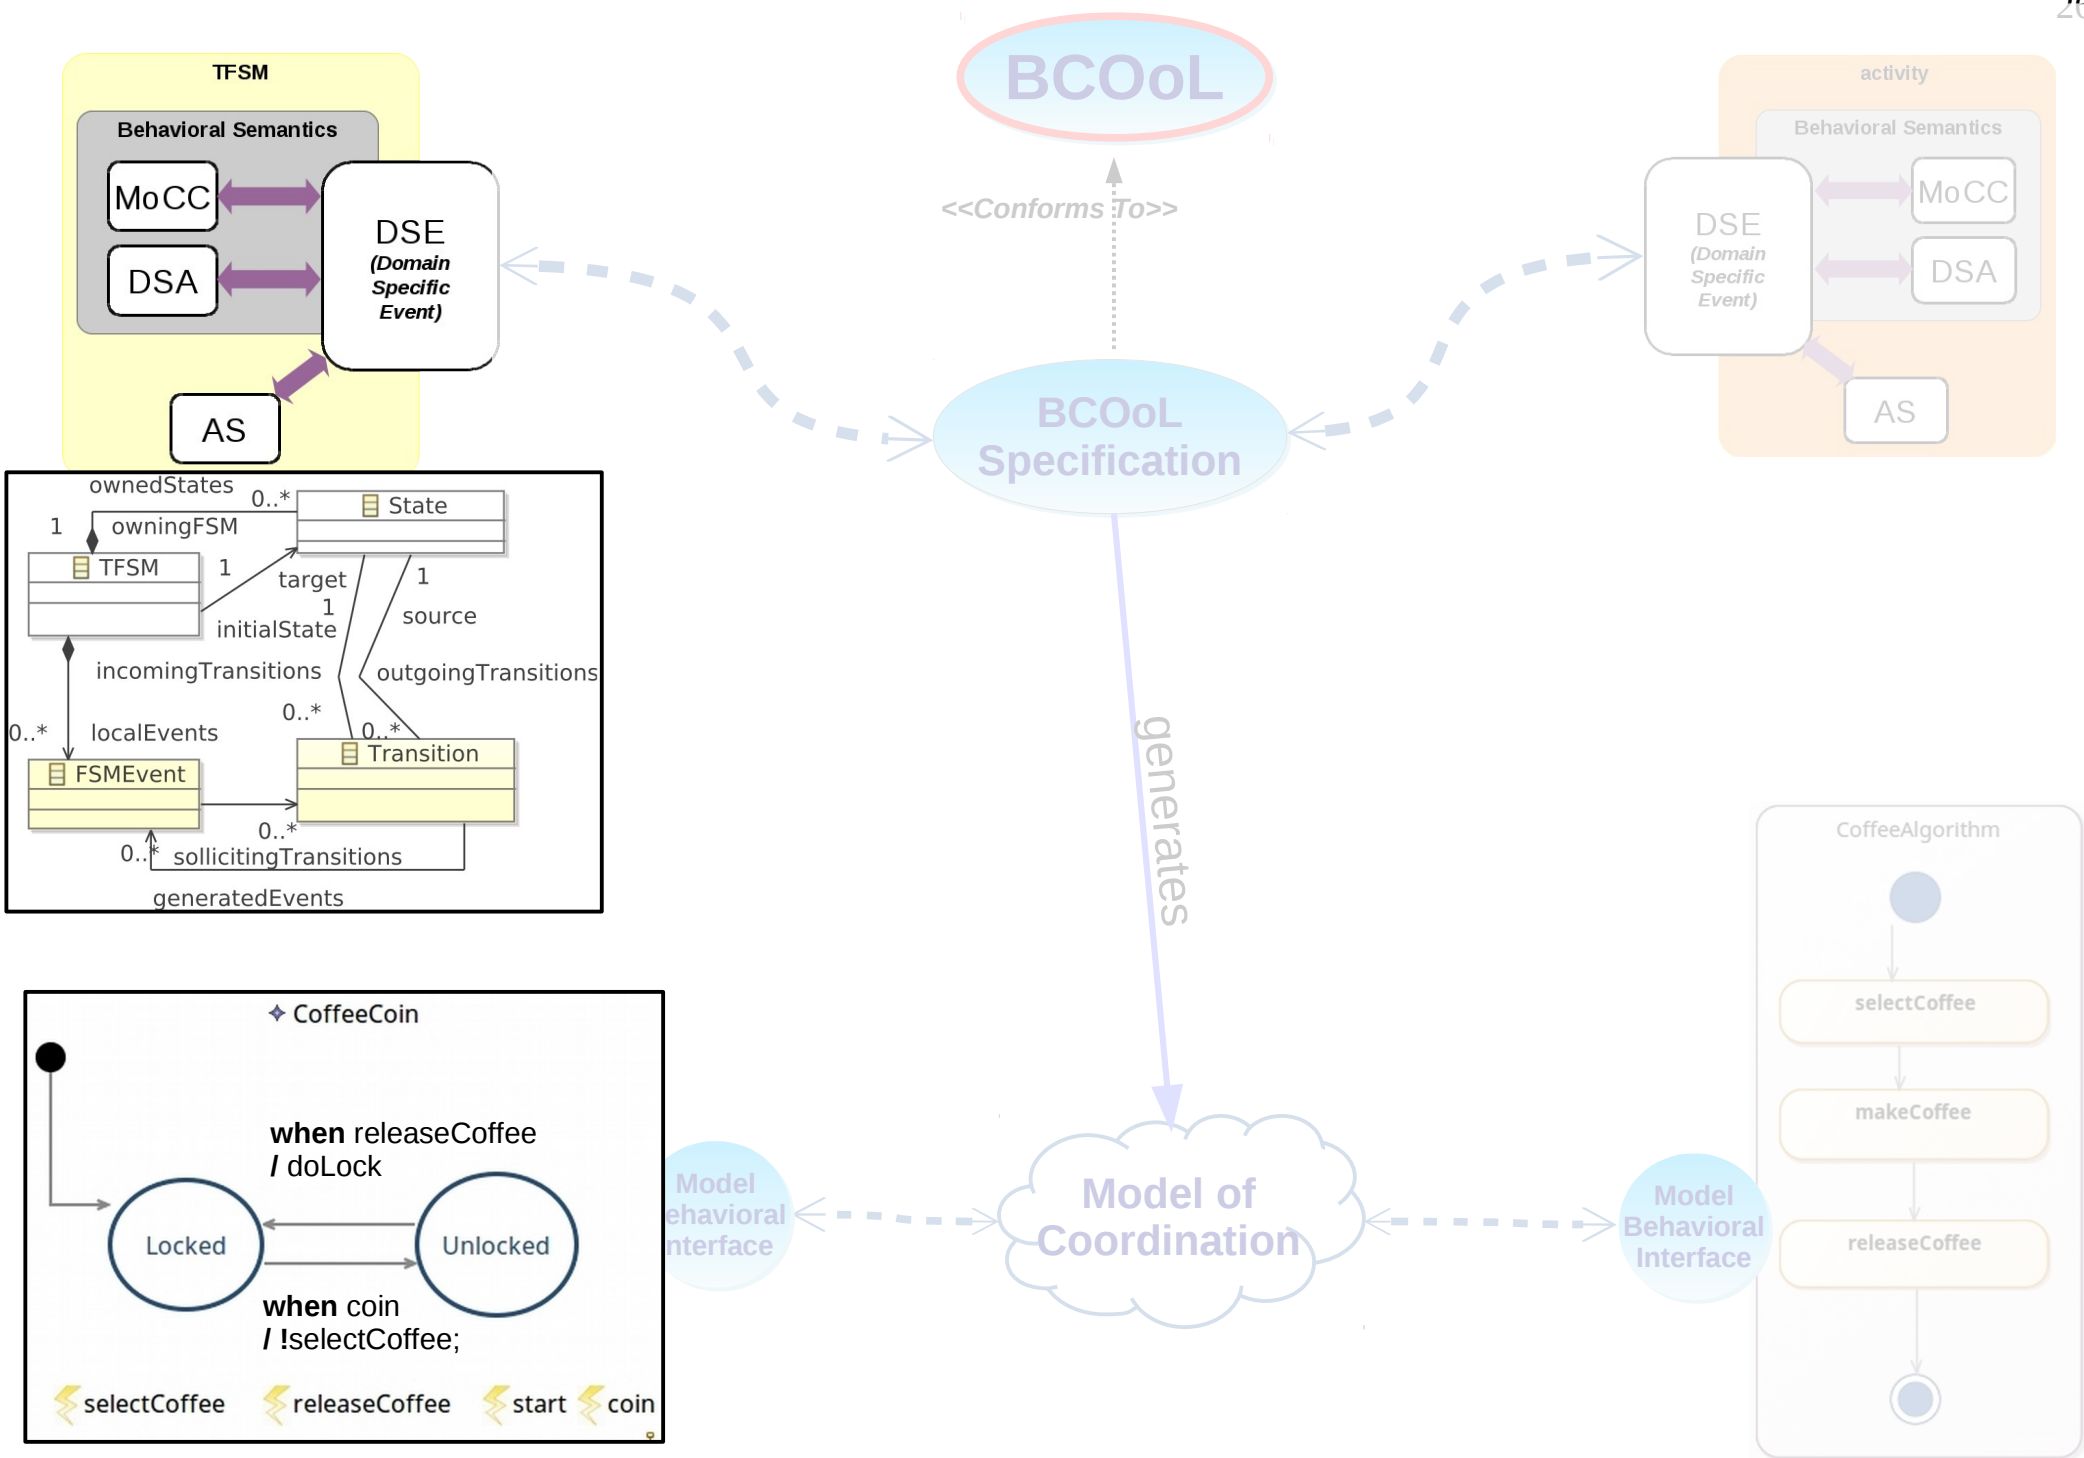 TFSM
Behavioral Semantics
MoCC
DSA
DSE
(Domain
Specific
Event)
AS
BCOoL
<<Conforms To>>
BCOoL
Specification
generates
activity
Behavioral Semantics
DSE
(Domain
Specific
Event)
MoCC
DSA
AS
ownedStates
0..*
State
1
owningFSM
TFSM
1
target
1
1
source
initialState
incomingTransitions
outgoingTransitions
0..*
0..*
0..*
localEvents
Transition
FSMEvent
0..*
0..*
sollicitingTransitions
generatedEvents
CoffeeCoin
when releaseCoffee
/ doLock
Locked
Unlocked
when coin
/ !selectCoffee;
selectCoffee
releaseCoffee
start
coin
Model
ehavioral
nterface
Model of
Coordination
Model
Behavioral
Interface
CoffeeAlgorithm
selectCoffee
makeCoffee
releaseCoffee